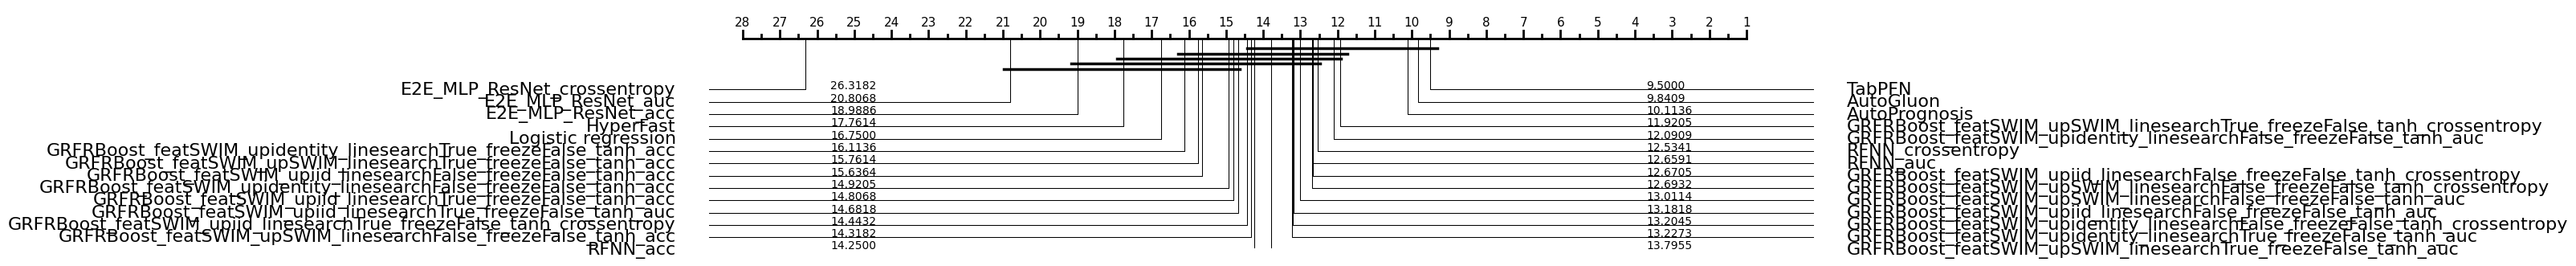 28 27 26 25 24 23 22 21 20 19 18 17 16 15 14 13 12 11 10 9 8 7 6 5 4 3 2 1
E2E_MLP_ResNet_crossentropy 26.3182 9.5000 TabPFN
E2E_MLP_ResNet_auc 20.8068 9.8409 AutoGluon
E2E_MLP_ResNet_acc 18.9886 10.1136 AutoPrognosis
HyperFast 17.7614 11.9205 GRFRBoost_featSWIM_upSWIM_linesearchTrue_freezeFalse_tanh_crossentropy
Logistic regression 16.7500 12.0909 GRFRBoost_featSWIM_upidentity_linesearchFalse_freezeFalse_tanh_auc
GRFRBoost_featSWIM_upidentity_linesearchTrue_freezeFalse_tanh_acc 16.1136 12.5341 RFNN_crossentropy
GRFRBoost_featSWIM_upSWIM_linesearchTrue_freezeFalse_tanh_acc 15.7614 12.6591 RFNN_auc
GRFRBoost_featSWIM_upiid_linesearchFalse_freezeFalse_tanh_acc 15.6364 12.6705 GRFRBoost_featSWIM_upiid_linesearchFalse_freezeFalse_tanh_crossentropy
GRFRBoost_featSWIM_upidentity_linesearchFalse_freezeFalse_tanh_acc 14.9205 12.6932 GRFRBoost_featSWIM_upSWIM_linesearchFalse_freezeFalse_tanh_crossentropy
GRFRBoost_featSWIM_upiid_linesearchTrue_freezeFalse_tanh_acc 14.8068 13.0114 GRFRBoost_featSWIM_upSWIM_linesearchFalse_freezeFalse_tanh_auc
GRFRBoost_featSWIM_upiid_linesearchTrue_freezeFalse_tanh_auc 14.6818 13.1818 GRFRBoost_featSWIM_upiid_linesearchFalse_freezeFalse_tanh_auc
GRFRBoost_featSWIM_upiid_linesearchTrue_freezeFalse_tanh_crossentropy 14.4432 13.2045 GRFRBoost_featSWIM_upidentity_linesearchFalse_freezeFalse_tanh_crossentropy
GRFRBoost_featSWIM_upSWIM_linesearchFalse_freezeFalse_tanh_acc 14.3182 13.2273 GRFRBoost_featSWIM_upidentity_linesearchTrue_freezeFalse_tanh_auc
RFNN_acc 14.2500 13.7955 GRFRBoost_featSWIM_upSWIM_linesearchTrue_freezeFalse_tanh_auc